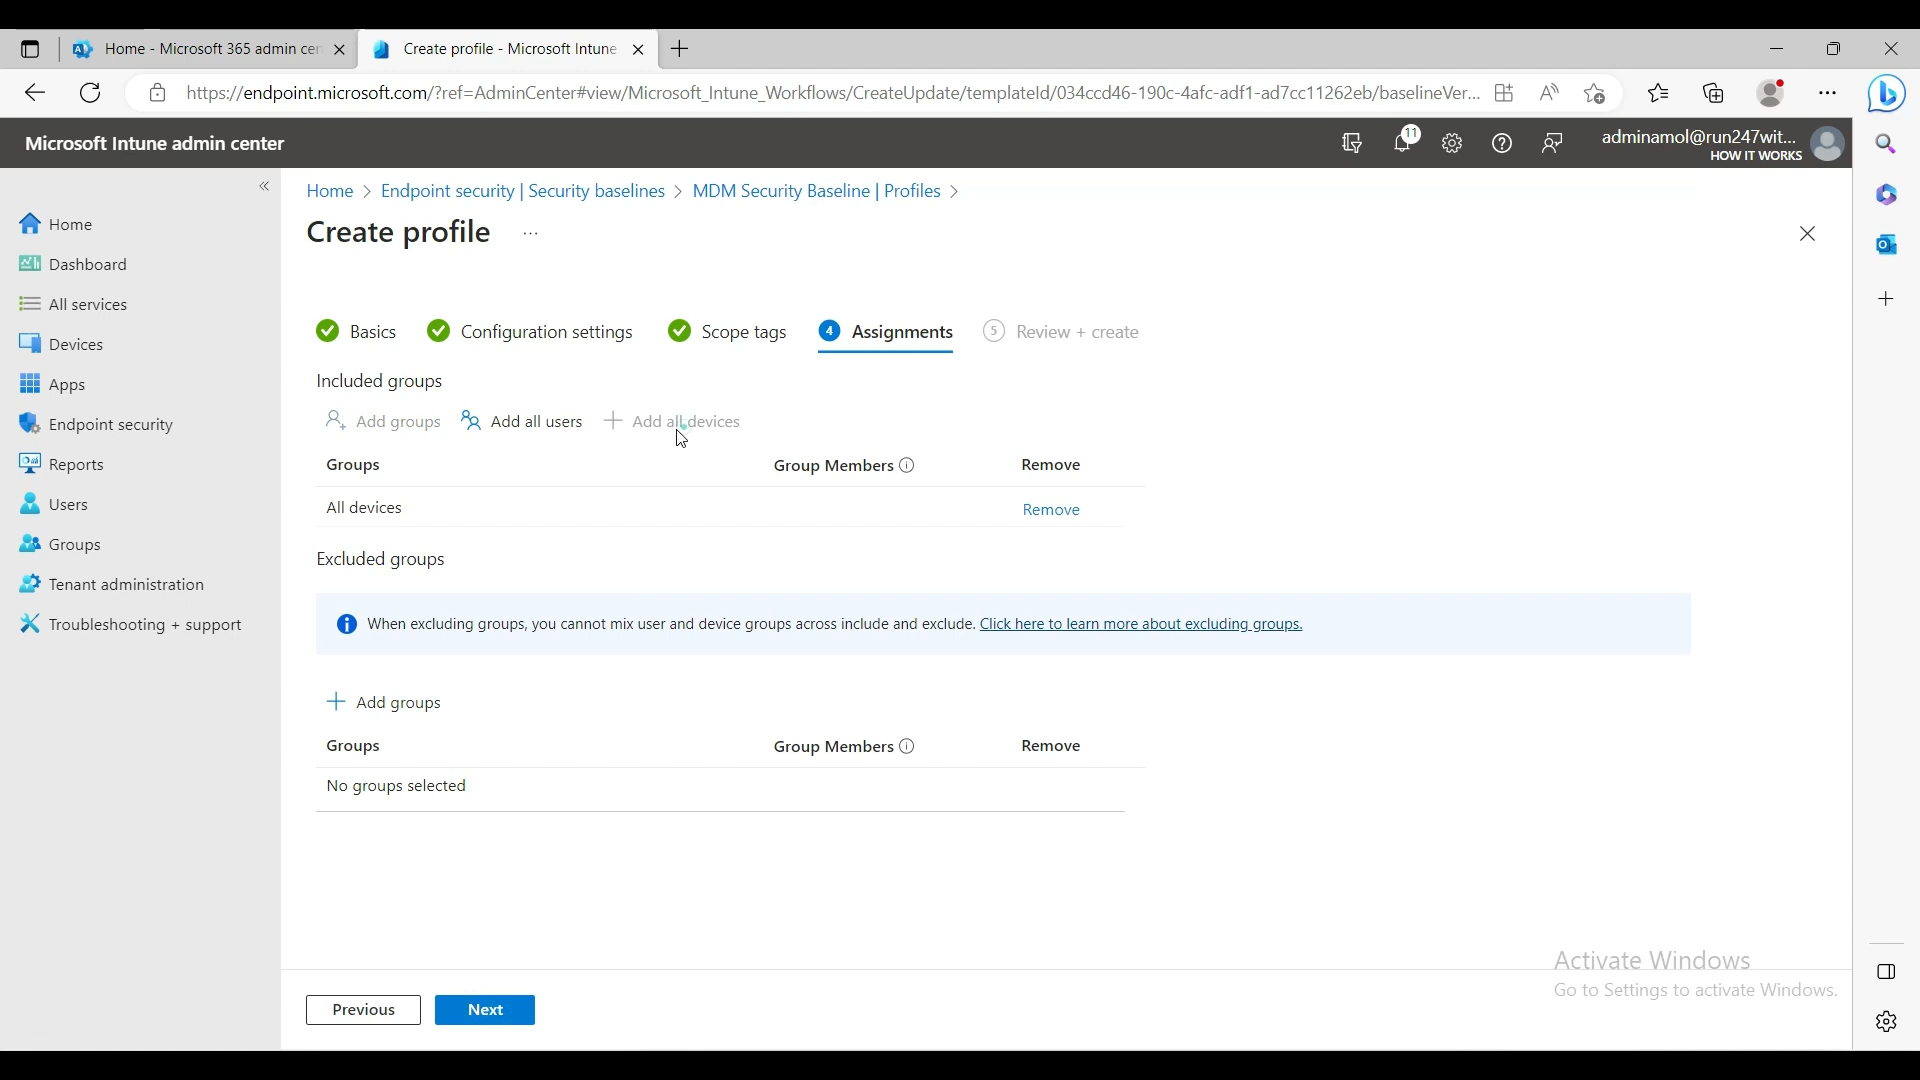 Home - Microsoft 365 admin cen
Create profile - Microsoft Intune
https://endpoint.microsoft.com/?ref=AdminCenter#view/Microsoft_Intune_Workflows/CreateUpdate/templateId/034ccd46-190c-4afc-adf1-ad7cc11262eb/baselineVer...
Microsoft Intune admin center
11
adminamol@run247wit...
HOW IT WORKS
Home
Dashboard
All services
Devices
Apps
Endpoint security
Reports
Users
Groups
Tenant administration
Troubleshooting + support
Home > Endpoint security | Security baselines > MDM Security Baseline | Profiles >
Create profile ...
Basics Configuration settings Scope tags 4 Assignments 5 Review + create
Included groups
Add groups Add all users Add all devices
Groups Group Members Remove
All devices Remove
Excluded groups
When excluding groups, you cannot mix user and device groups across include and exclude. Click here to learn more about excluding groups.
Add groups
Groups Group Members Remove
No groups selected
Previous Next
Activate Windows
Go to Settings to activate Windows.